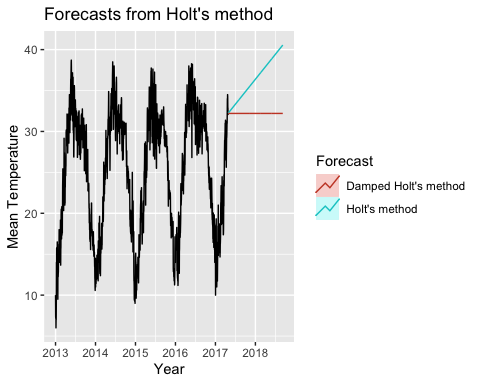 Forecasts from Holt's method
40
30
20
10
Mean Temperature
2013 2014 2015 2016 2017 2018
Year
Forecast
Damped Holt's method
Holt's method